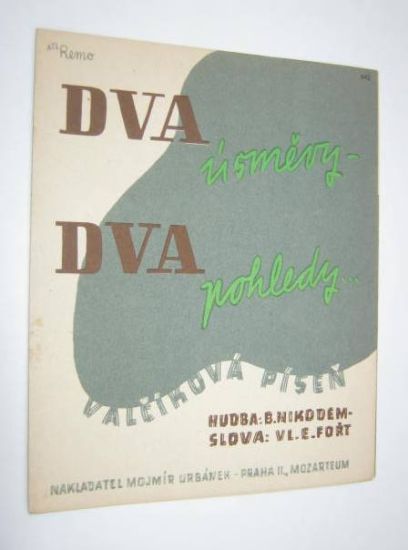 Remo
DVA
úsměvy-
DVA
pohledy...
VALČÍKOVÁ PÍSEŇ
HUDBA: B. NIKODEM-
SLOVA: VL. E. FOŘT
NAKLADATEL MOJMÍR URBÁNEK - PRAHA II., MOZARTEUM